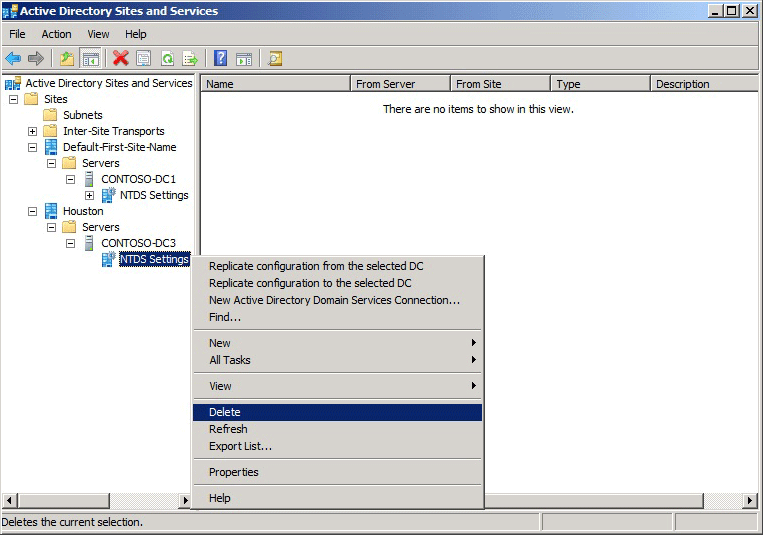 Active Directory Sites and Services
File Action View Help
Active Directory Sites and Services
Sites
Subnets
Inter-Site Transports
Default-First-Site-Name
Servers
CONTOSO-DC1
NTDS Settings
Houston
Servers
CONTOSO-DC3
NTDS Settings
Name From Server From Site Type Description
There are no items to show in this view.
Replicate configuration from the selected DC
Replicate configuration to the selected DC
New Active Directory Domain Services Connection...
Find...
New
All Tasks
View
Delete
Refresh
Export List...
Properties
Help
Deletes the current selection.